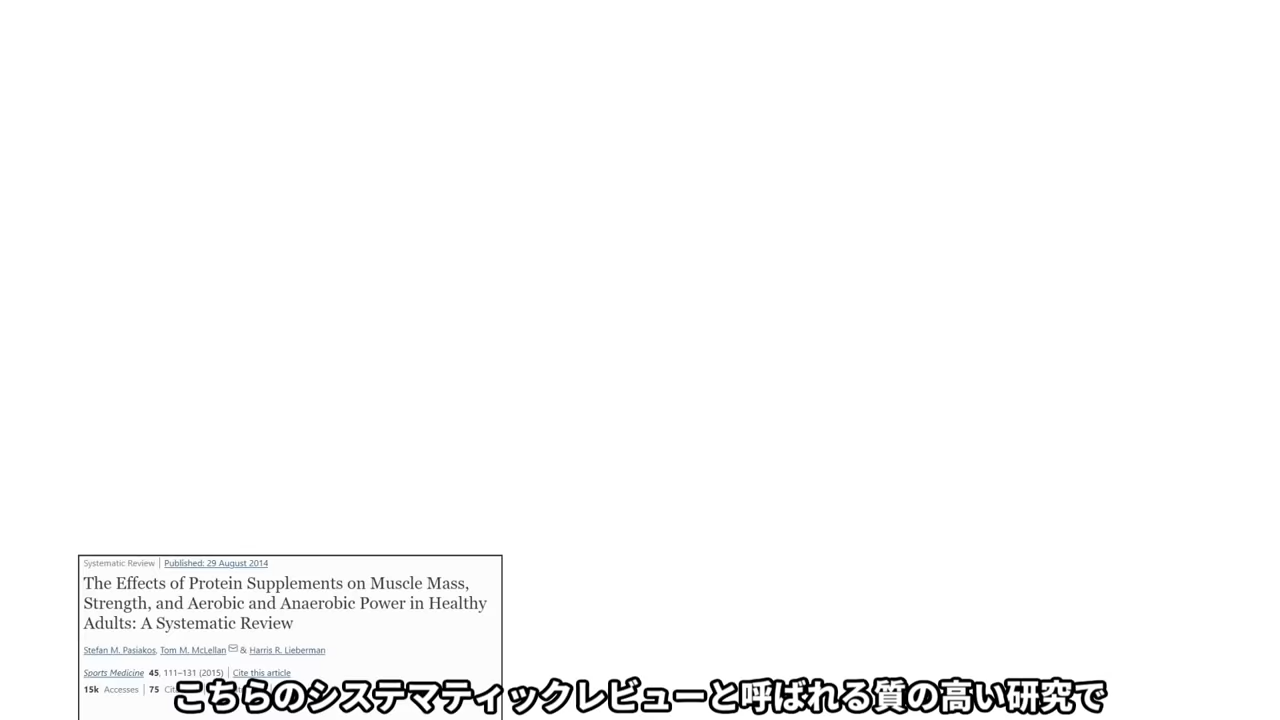 Systematic Review | Published: 29 August 2014
The Effects of Protein Supplements on Muscle Mass,
Strength, and Aerobic and Anaerobic Power in Healthy
Adults: A Systematic Review
Stefan M. Pasiakos, Tom M. McLellan & Harris R. Lieberman
Sports Medicine 45, 111–131 (2015) | Cite this article
15k Accesses | 75
こちらのシステマティックレビューと呼ばれる質の高い研究で